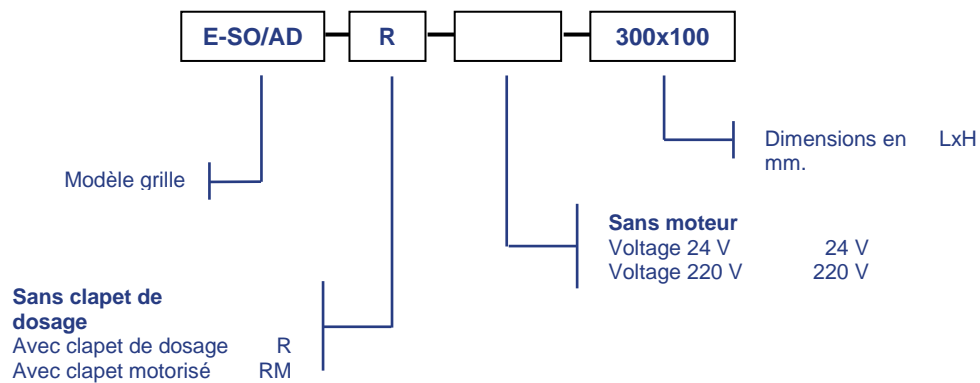 E-SO/AD R 300x100
Dimensions en LxH
mm.
Modèle grille
Sans moteur
Voltage 24 V 24 V
Voltage 220 V 220 V
Sans clapet de
dosage
Avec clapet de dosage R
Avec clapet motorisé RM